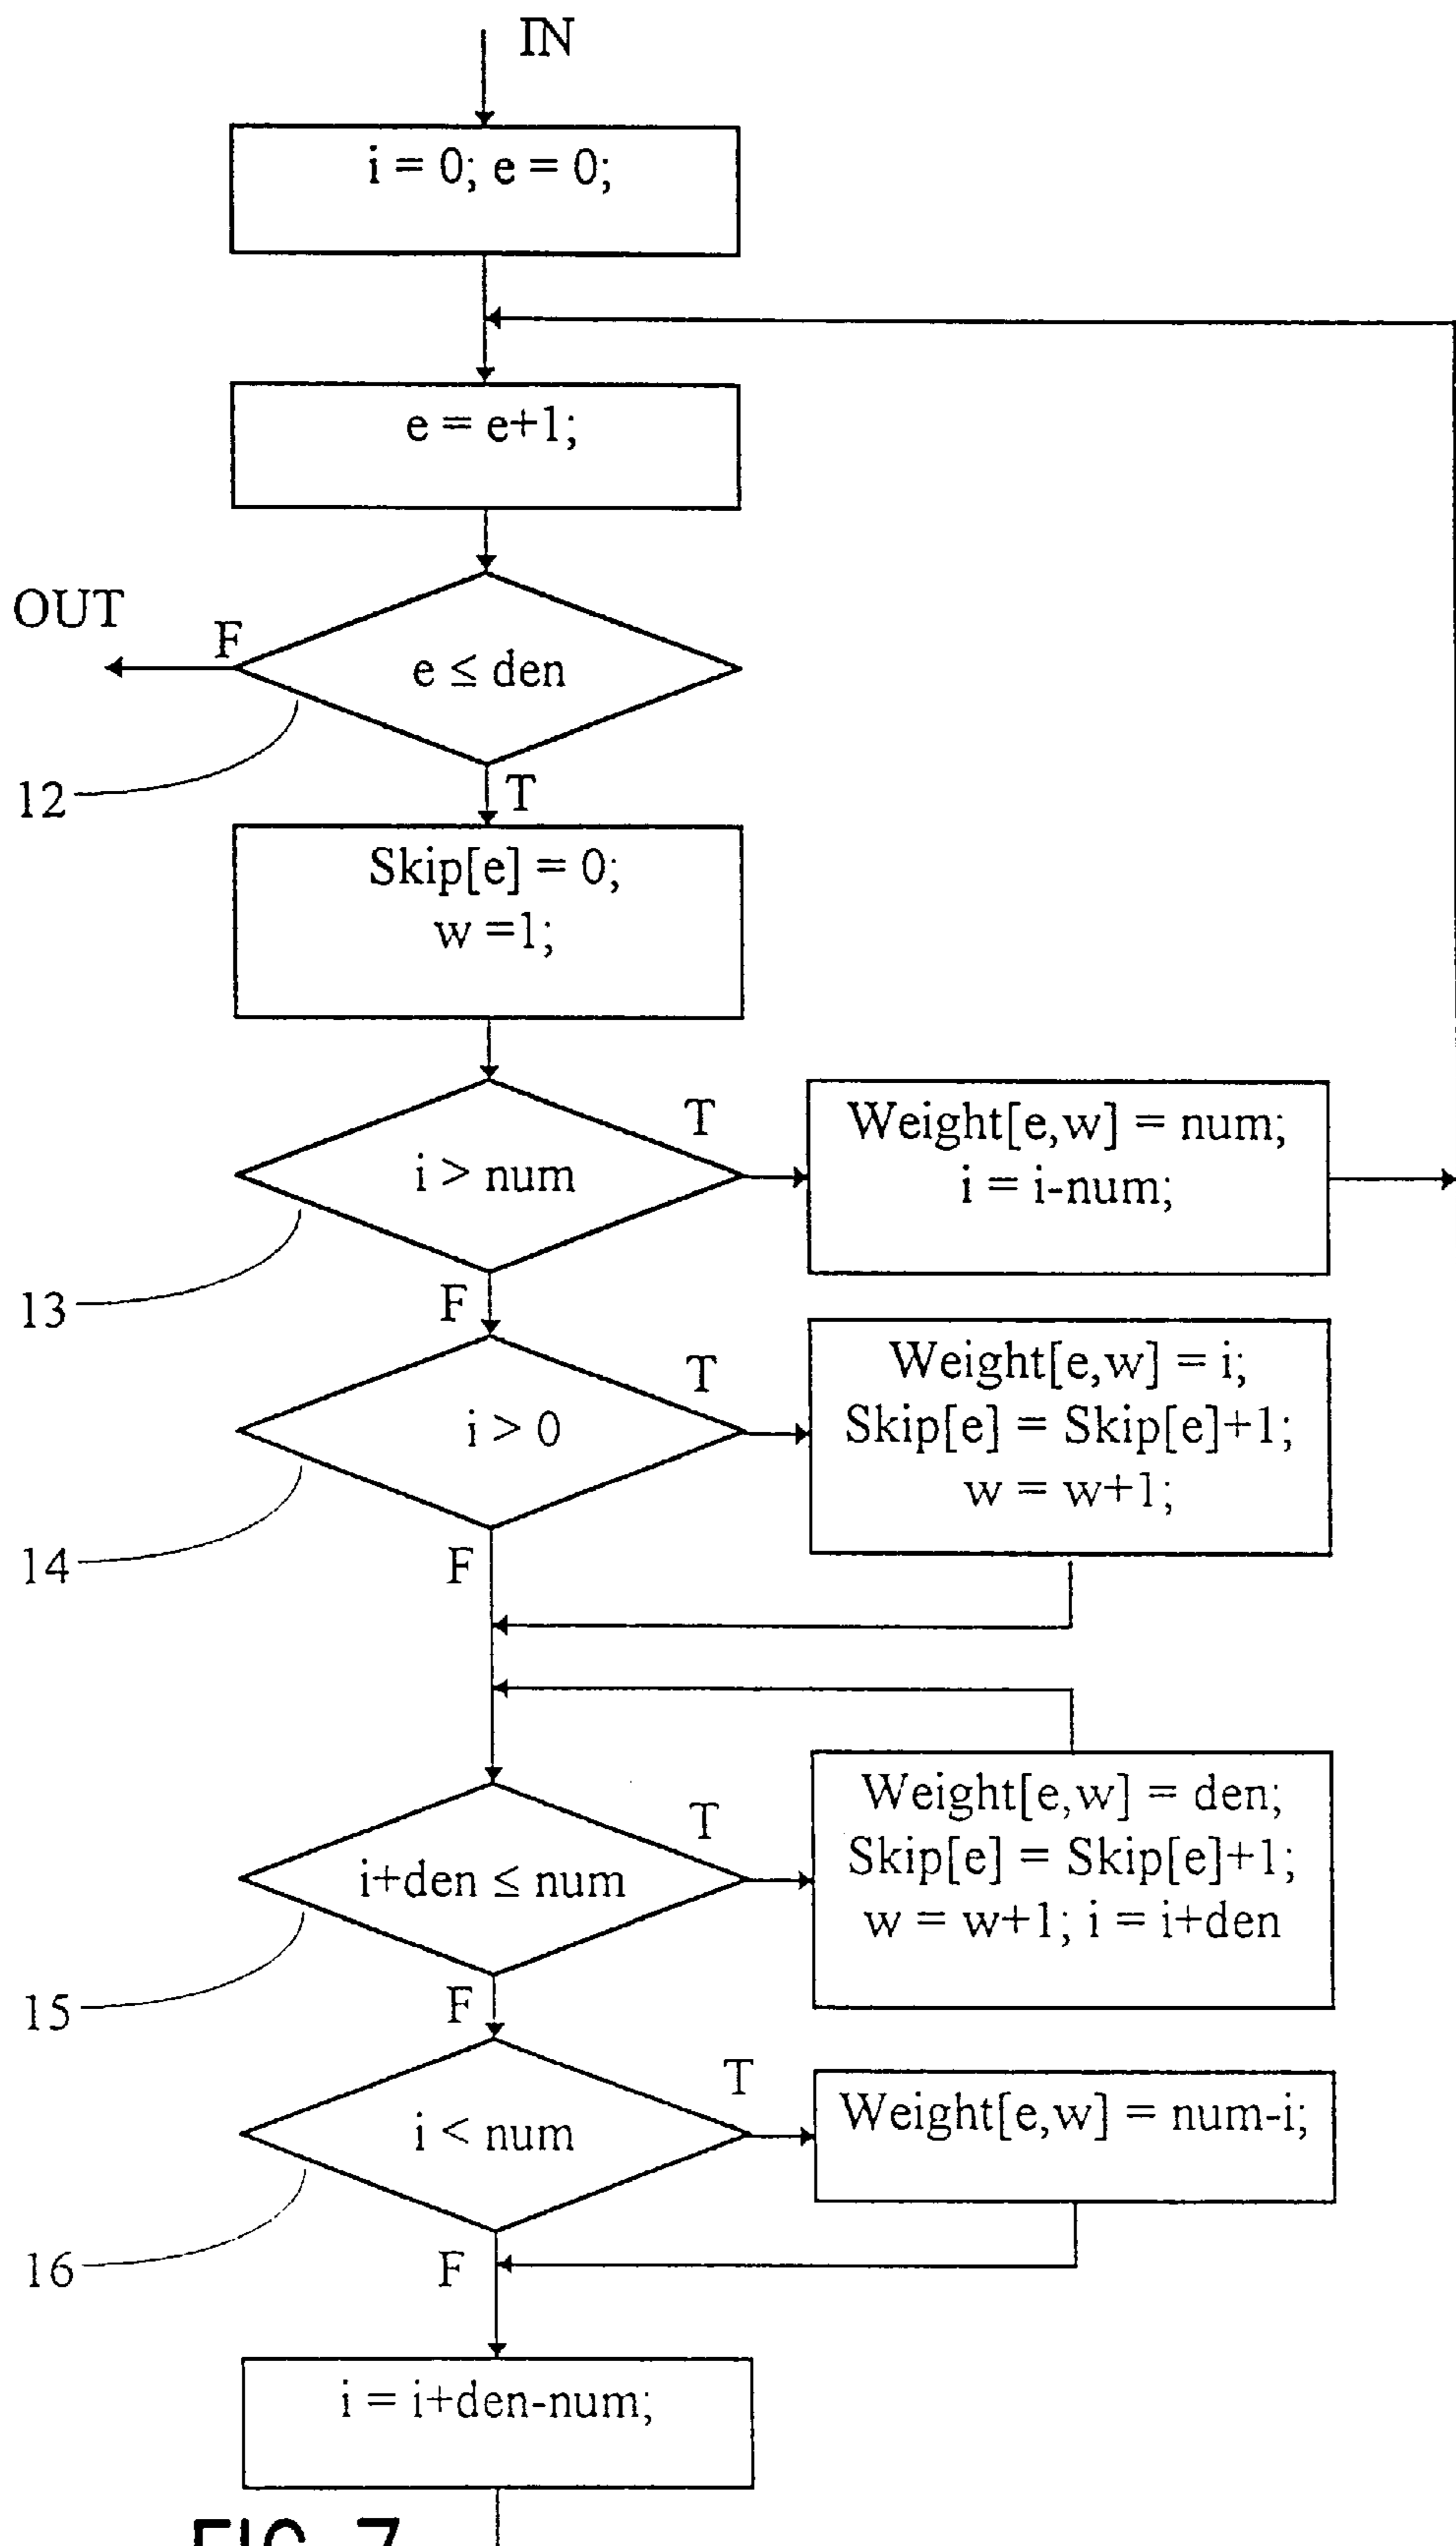 IN
i = 0; e = 0;
e = e+1;
OUT
F
e ≤ den
12
T
Skip[e] = 0;
w =1;
i > num
T
Weight[e,w] = num;
i = i-num;
13
F
i > 0
T
Weight[e,w] = i;
Skip[e] = Skip[e]+1;
w = w+1;
14
F
i+den ≤ num
T
Weight[e,w] = den;
Skip[e] = Skip[e]+1;
w = w+1; i = i+den
15
F
i < num
T
Weight[e,w] = num-i;
16
F
i = i+den-num;
FIG. 7